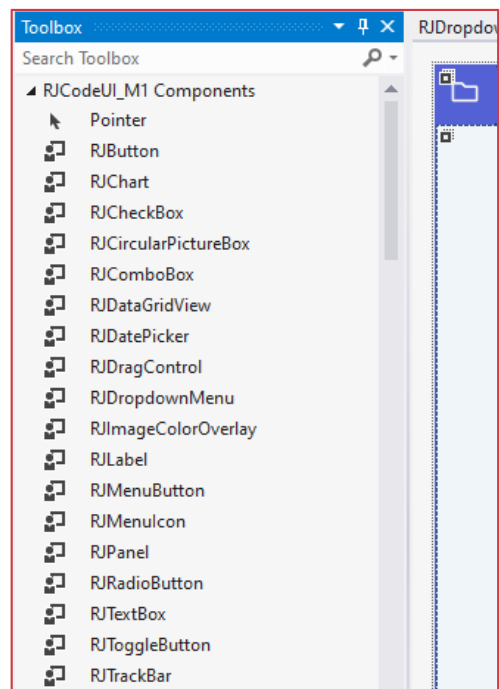 Toolbox
RJDropdov
Search Toolbox
RJCodeUI_M1 Components
Pointer
RJButton
RJChart
RJCheckBox
RJCircularPictureBox
RJComboBox
RJDataGridView
RJDatePicker
RJDragControl
RJDropdownMenu
RJImageColorOverlay
RJLabel
RJMenuButton
RJMenuIcon
RJPanel
RJRadioButton
RJTextBox
RJToggleButton
RJTrackBar